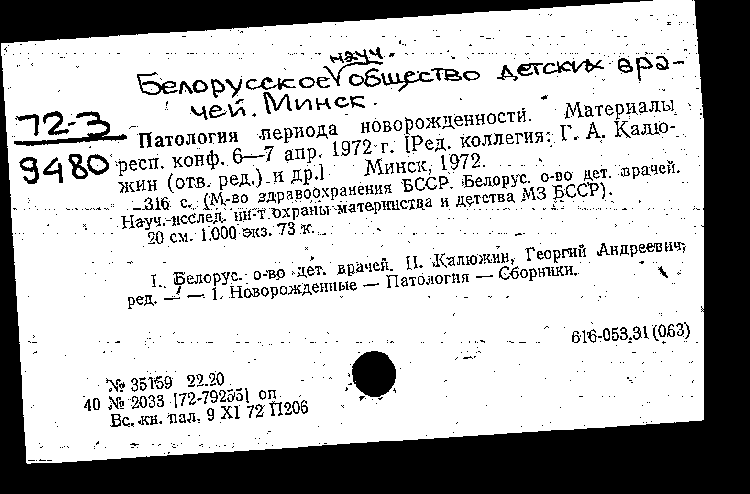 науч.
Белорусское V общество детских вра-
чей. Минск.
72-3
9480
Патология периода новорожденности. Материалы
респ. конф. 6—7 апр. 1972 г. [Ред. коллегия: Г. А. Калю-
жин (отв. ред.) и др.] Минск, 1972.
316 с. (М-во здравоохранения БССР. Белорус. о-во дет. врачей.
Науч.-исслед. ин-т охраны материнства и детства МЗ БССР).
20 см. 1.000 экз. 73 к.
I. Белорус. о-во дет. врачей. II. Калюжин, Георгий Андреевич,
ред. — — 1. Новорожденные — Патология — Сборники.
616-053.31 (063)
№ 35159 22.20
40 № 2033 [72-79255] оп
Вс. кн. пал. 9 XI 72 П206